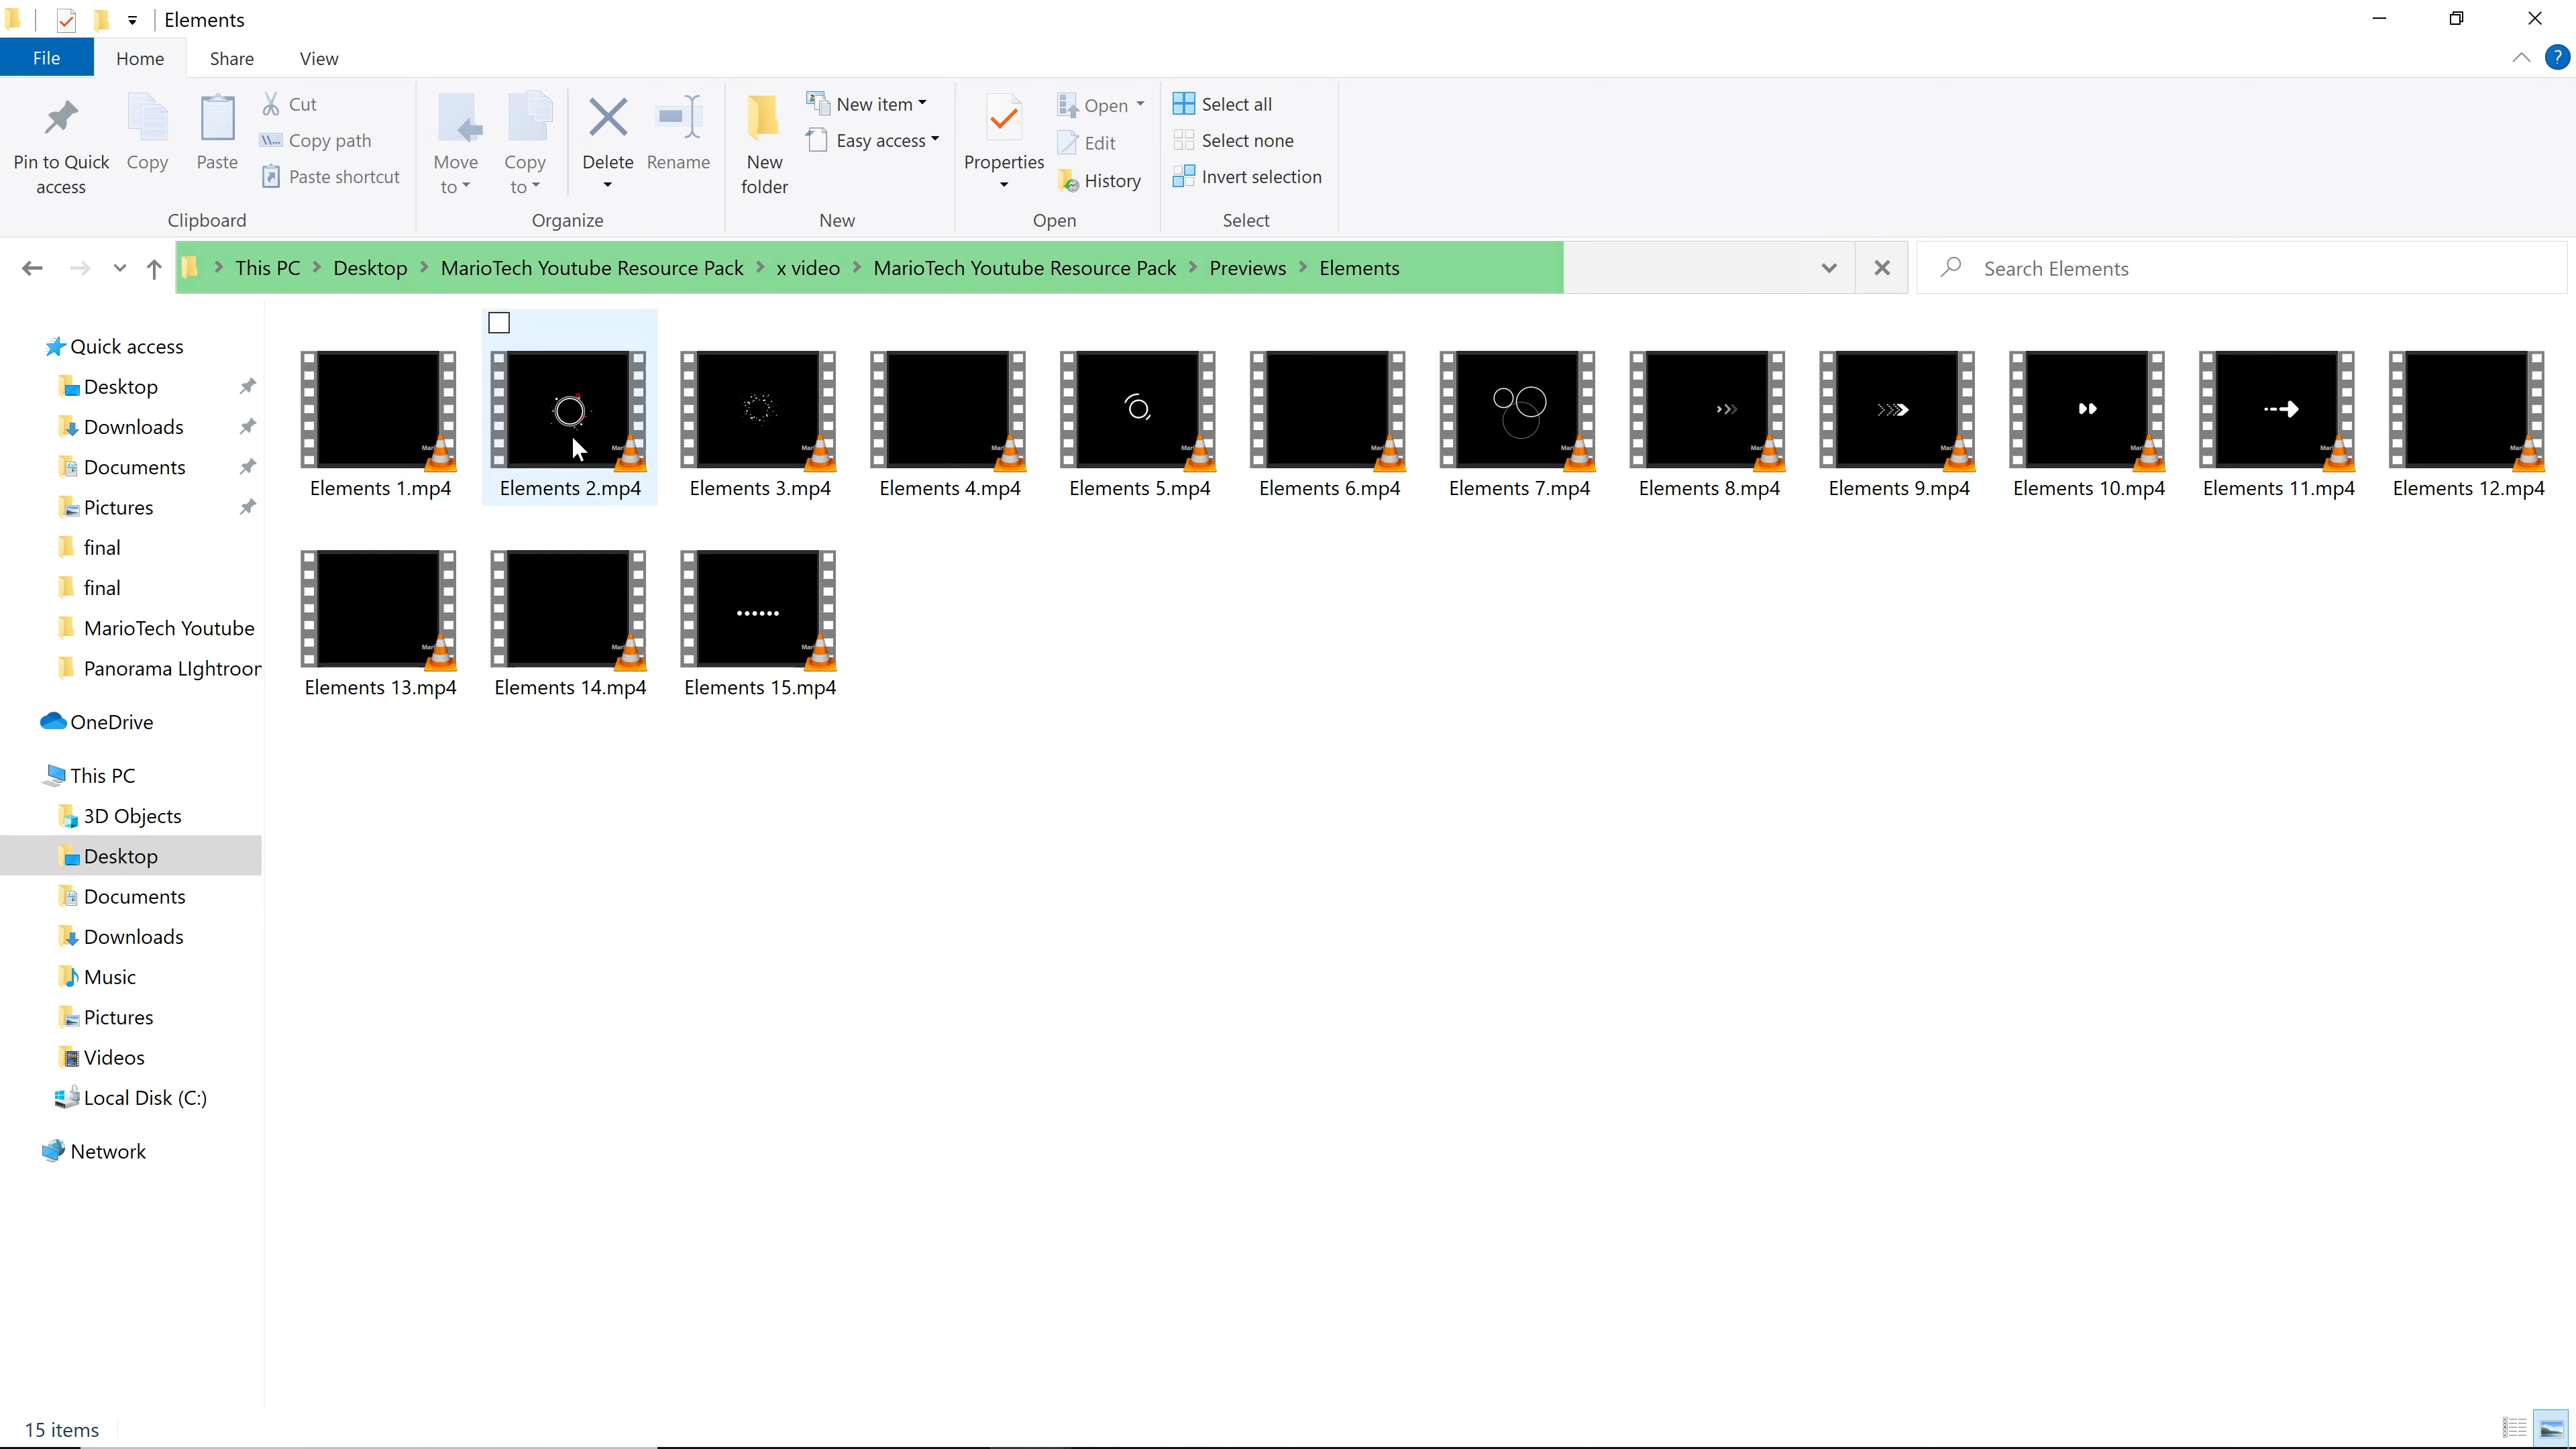 Elements
File Home Share View
Pin to Quick access
Copy
Paste
Cut
Copy path
Paste shortcut
Clipboard
Move to
Copy to
Delete
Rename
Organize
New folder
New item
Easy access
New
Properties
Open
Edit
History
Open
Select all
Select none
Invert selection
Select
This PC Desktop MarioTech Youtube Resource Pack x video MarioTech Youtube Resource Pack Previews Elements
Search Elements
Quick access
Desktop
Downloads
Documents
Pictures
final
final
MarioTech Youtube
Panorama LIghtroor
OneDrive
This PC
3D Objects
Desktop
Documents
Downloads
Music
Pictures
Videos
Local Disk (C:)
Network
Elements 1.mp4 Elements 2.mp4 Elements 3.mp4 Elements 4.mp4 Elements 5.mp4 Elements 6.mp4 Elements 7.mp4 Elements 8.mp4 Elements 9.mp4 Elements 10.mp4 Elements 11.mp4 Elements 12.mp4
Elements 13.mp4 Elements 14.mp4 Elements 15.mp4
15 items